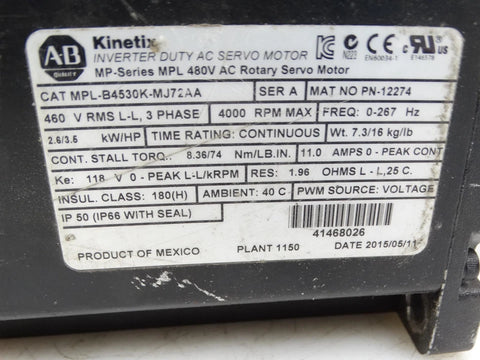 A-B
QUALITY
Kinetix
INVERTER DUTY AC SERVO MOTOR
MP-Series MPL 480V AC Rotary Servo Motor
N223
EN60034-1
CAT MPL-B4530K-MJ72AA SER A MAT NO PN-12274
460 V RMS L-L, 3 PHASE 4000 RPM MAX FREQ: 0-267 Hz
2.6/3.5 kW/HP TIME RATING: CONTINUOUS Wt. 7.3/16 kg/lb
CONT. STALL TORQ.. 8.36/74 Nm/LB.IN. 11.0 AMPS 0 - PEAK CONT
Ke: 118 V 0 - PEAK L-L/kRPM RES: 1.96 OHMS L - L, 25 C.
INSUL. CLASS: 180(H) AMBIENT: 40 C PWM SOURCE: VOLTAGE
IP 50 (IP66 WITH SEAL)
41468026
PRODUCT OF MEXICO PLANT 1150 DATE 2015/05/11